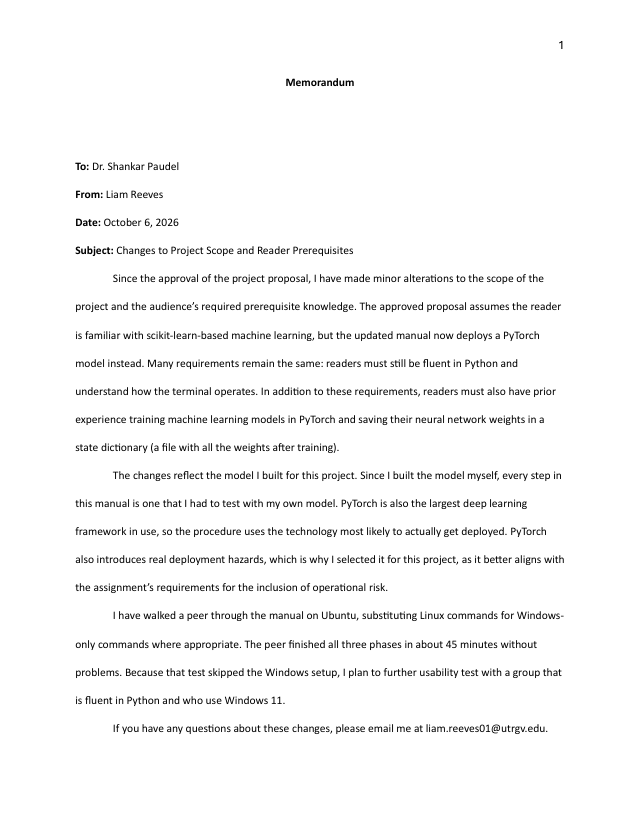 1
Memorandum
To: Dr. Shankar Paudel
From: Liam Reeves
Date: October 6, 2026
Subject: Changes to Project Scope and Reader Prerequisites
Since the approval of the project proposal, I have made minor alterations to the scope of the
project and the audience’s required prerequisite knowledge. The approved proposal assumes the reader
is familiar with scikit-learn-based machine learning, but the updated manual now deploys a PyTorch
model instead. Many requirements remain the same: readers must still be fluent in Python and
understand how the terminal operates. In addition to these requirements, readers must also have prior
experience training machine learning models in PyTorch and saving their neural network weights in a
state dictionary (a file with all the weights after training).
The changes reflect the model I built for this project. Since I built the model myself, every step in
this manual is one that I had to test with my own model. PyTorch is also the largest deep learning
framework in use, so the procedure uses the technology most likely to actually get deployed. PyTorch
also introduces real deployment hazards, which is why I selected it for this project, as it better aligns with
the assignment’s requirements for the inclusion of operational risk.
I have walked a peer through the manual on Ubuntu, substituting Linux commands for Windows-
only commands where appropriate. The peer finished all three phases in about 45 minutes without
problems. Because that test skipped the Windows setup, I plan to further usability test with a group that
is fluent in Python and who use Windows 11.
If you have any questions about these changes, please email me at liam.reeves01@utrgv.edu.